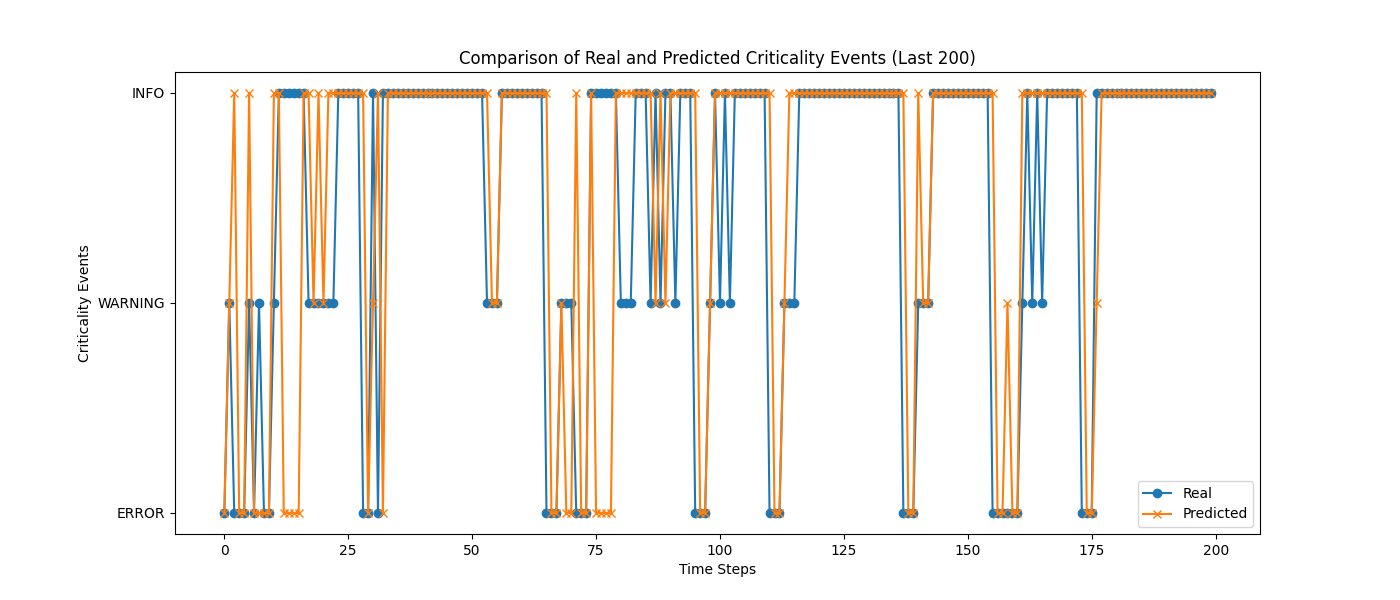 Comparison of Real and Predicted Criticality Events (Last 200)
INFO
WARNING
ERROR
Criticality Events
0 25 50 75 100 125 150 175 200
Time Steps
Real
Predicted